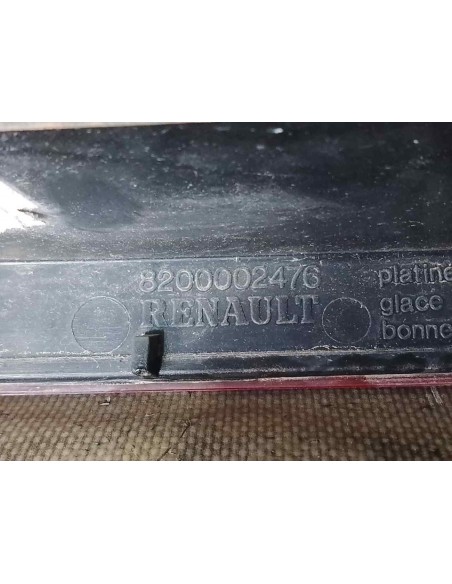 8200002476
RENAULT
platine
glace
bonne